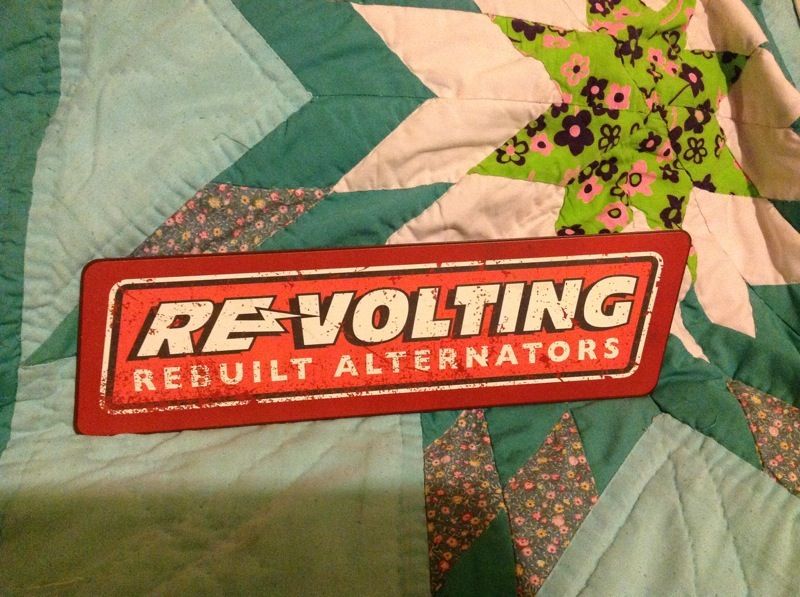 RE-VOLTING
REBUILT ALTERNATORS